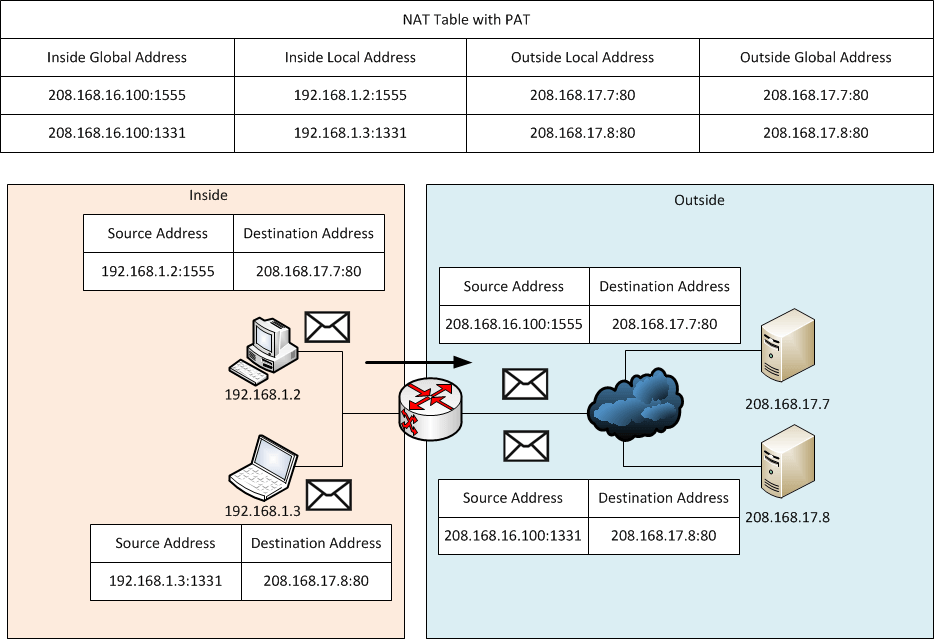 NAT Table with PAT
Inside Global Address Inside Local Address Outside Local Address Outside Global Address
208.168.16.100:1555 192.168.1.2:1555 208.168.17.7:80 208.168.17.7:80
208.168.16.100:1331 192.168.1.3:1331 208.168.17.8:80 208.168.17.8:80
Inside
Source Address Destination Address
192.168.1.2:1555 208.168.17.7:80
192.168.1.2
192.168.1.3
Source Address Destination Address
192.168.1.3:1331 208.168.17.8:80
Outside
Source Address Destination Address
208.168.16.100:1555 208.168.17.7:80
208.168.17.7
208.168.17.8
Source Address Destination Address
208.168.16.100:1331 208.168.17.8:80